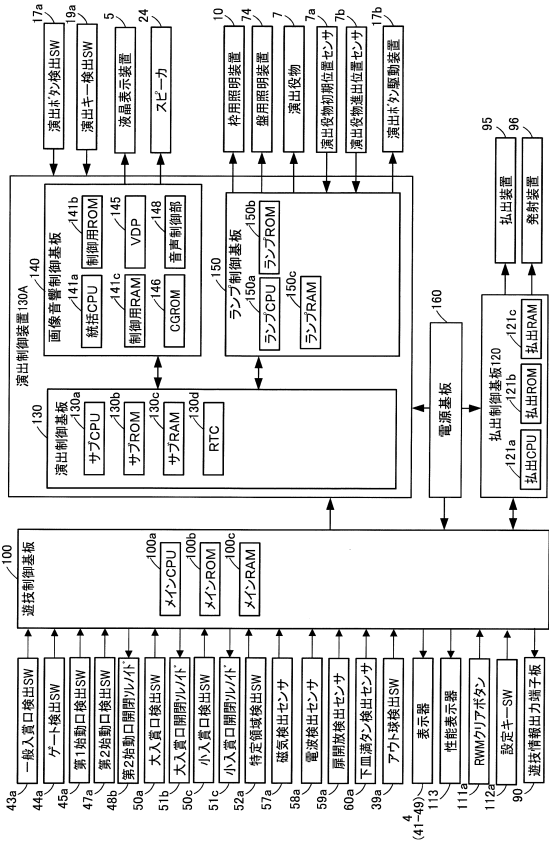 100
遊技制御基板
100a
メインCPU
100b
メインROM
100c
メインRAM
43a
一般入賞口検出SW
44a
ゲート検出SW
45a
第1始動口検出SW
47a
第2始動口検出SW
48b
第2始動口開閉ソレノイド
50a
大入賞口検出SW
51b
大入賞口開閉ソレノイド
50c
小入賞口検出SW
51c
小入賞口開閉ソレノイド
52a
特定領域検出SW
57a
磁気検出センサ
58a
電波検出センサ
59a
扉開放検出センサ
60a
下皿満タン検出センサ
39a
アウト球検出SW
4
(41-49)
表示器
113
性能表示器
111a
RWMクリアボタン
112a
設定キーSW
90
遊技情報出力端子板
演出制御装置130A
130
演出制御基板
130a
サブCPU
130b
サブROM
130c
サブRAM
130d
RTC
140
画像音響制御基板
141a
統括CPU
141b
制御用ROM
141c
制御用RAM
145
VDP
146
CGROM
148
音声制御部
150
ランプ制御基板
150a
ランプCPU
150b
ランプROM
150c
ランプRAM
160
電源基板
払出制御基板120
121a
払出CPU
121b
払出ROM
121c
払出RAM
17a
演出ボタン検出SW
19a
演出キー検出SW
5
液晶表示装置
24
スピーカ
10
枠用照明装置
74
盤用照明装置
7
演出役物
7a
演出役物初期位置センサ
7b
演出役物進出位置センサ
17b
演出ボタン駆動装置
95
払出装置
96
発射装置